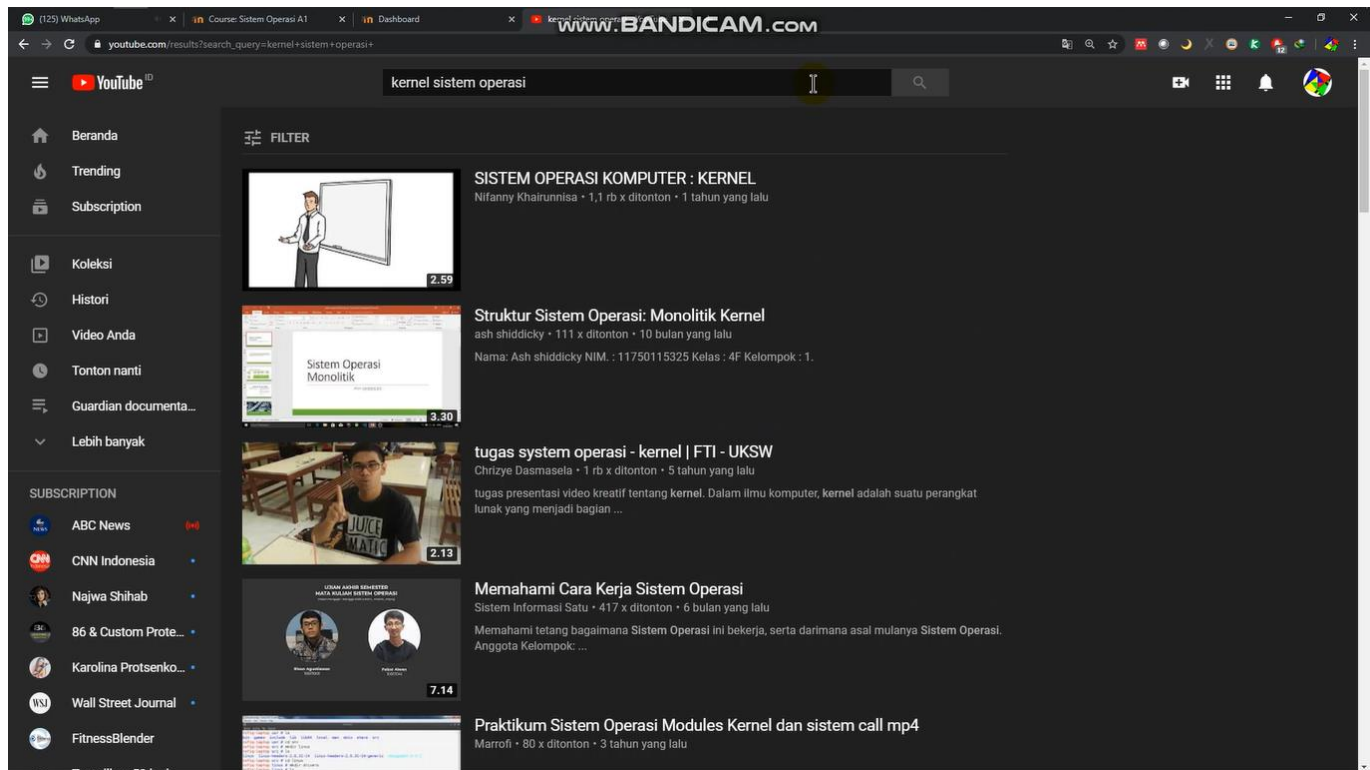 (125) WhatsApp
Course: Sistem Operasi A1
Dashboard
kernel sistem
www.BANDICAM.com
youtube.com/results?search_query=kernel+sistem+operasi+
12
YouTube ID
kernel sistem operasi
Beranda
Trending
Subscription
Koleksi
Histori
Video Anda
Tonton nanti
Guardian documenta...
Lebih banyak
SUBSCRIPTION
ABC News
CNN Indonesia
Najwa Shihab
86 & Custom Prote...
Karolina Protsenko...
WSJ
Wall Street Journal
FitnessBlender
FILTER
SISTEM OPERASI KOMPUTER : KERNEL
Nifanny Khairunnisa • 1,1 rb x ditonton • 1 tahun yang lalu
2.59
Struktur Sistem Operasi: Monolitik Kernel
ash shiddicky • 111 x ditonton • 10 bulan yang lalu
Nama: Ash shiddicky NIM. : 11750115325 Kelas : 4F Kelompok : 1.
Sistem Operasi
Monolitik
3.30
tugas system operasi - kernel | FTI - UKSW
Chrizye Dasmasela • 1 rb x ditonton • 5 tahun yang lalu
tugas presentasi video kreatif tentang kernel. Dalam ilmu komputer, kernel adalah suatu perangkat
lunak yang menjadi bagian ...
JUICE
MATIC
2.13
Memahami Cara Kerja Sistem Operasi
Sistem Informasi Satu • 417 x ditonton • 6 bulan yang lalu
Memahami tetang bagaimana Sistem Operasi ini bekerja, serta darimana asal mulanya Sistem Operasi.
Anggota Kelompok: ...
UJIAN AKHIR SEMESTER
MATA KULIAH SISTEM OPERASI
7.14
Praktikum Sistem Operasi Modules Kernel dan sistem call mp4
Marrofi • 80 x ditonton • 3 tahun yang lalu